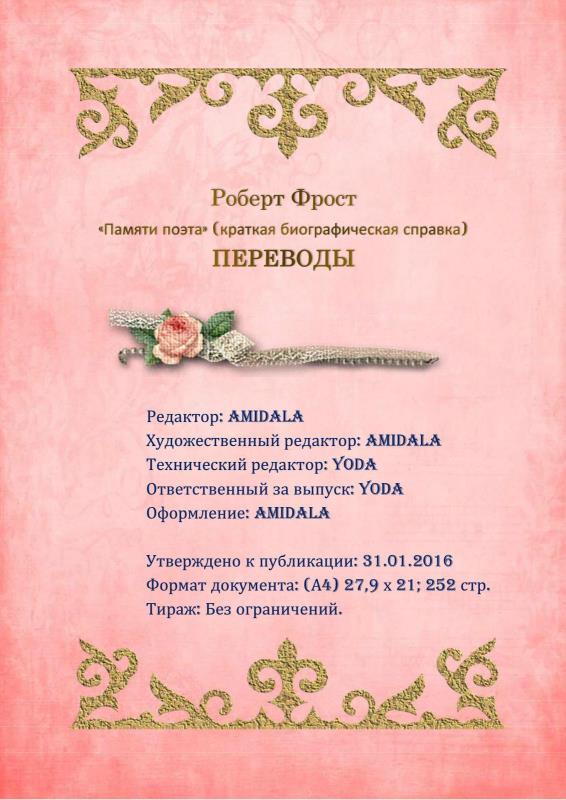 Роберт Фрост
«Памяти поэта» (краткая биографическая справка)
ПЕРЕВОДЫ
Редактор: AMIDALA
Художественный редактор: AMIDALA
Технический редактор: YODA
Ответственный за выпуск: YODA
Оформление: AMIDALA
Утверждено к публикации: 31.01.2016
Формат документа: (А4) 27,9 х 21; 252 стр.
Тираж: Без ограничений.